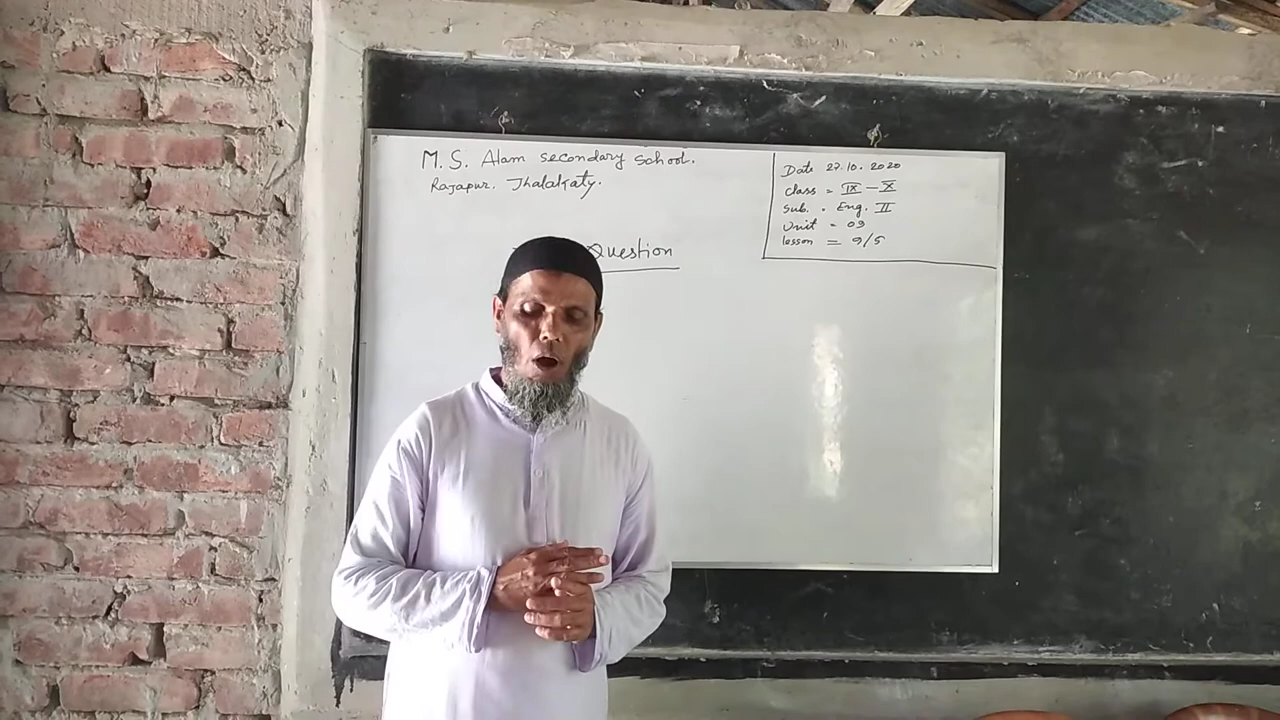 M. S. Alam secondary school.
Rajapur, Jhalakaty.
Question
Date 27.10.2020
Class = IX – X
Sub. = Eng. II
Unit = 09
lesson = 9/5